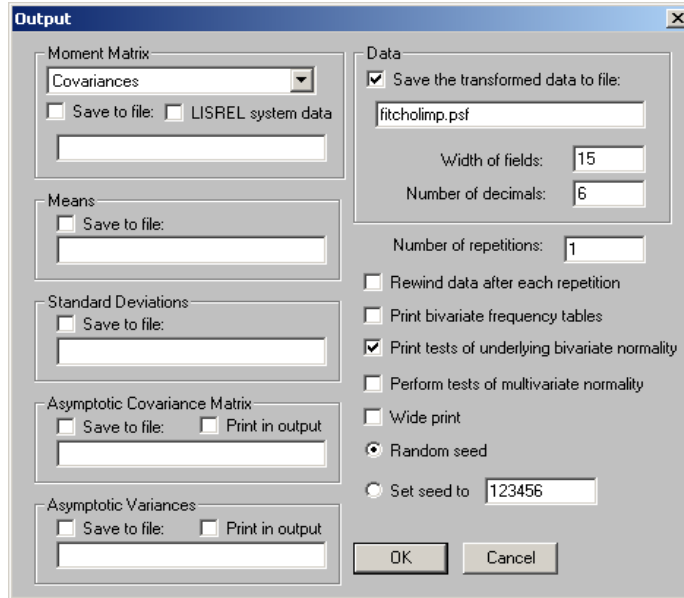 Output
Moment Matrix
Covariances
Save to file:
LISREL system data
Means
Save to file:
Standard Deviations
Save to file:
Asymptotic Covariance Matrix
Save to file:
Print in output
Asymptotic Variances
Save to file:
Print in output
Data
Save the transformed data to file:
fitcholimp.psf
Width of fields:
15
Number of decimals:
6
Number of repetitions:
1
Rewind data after each repetition
Print bivariate frequency tables
Print tests of underlying bivariate normality
Perform tests of multivariate normality
Wide print
Random seed
Set seed to
123456
OK
Cancel